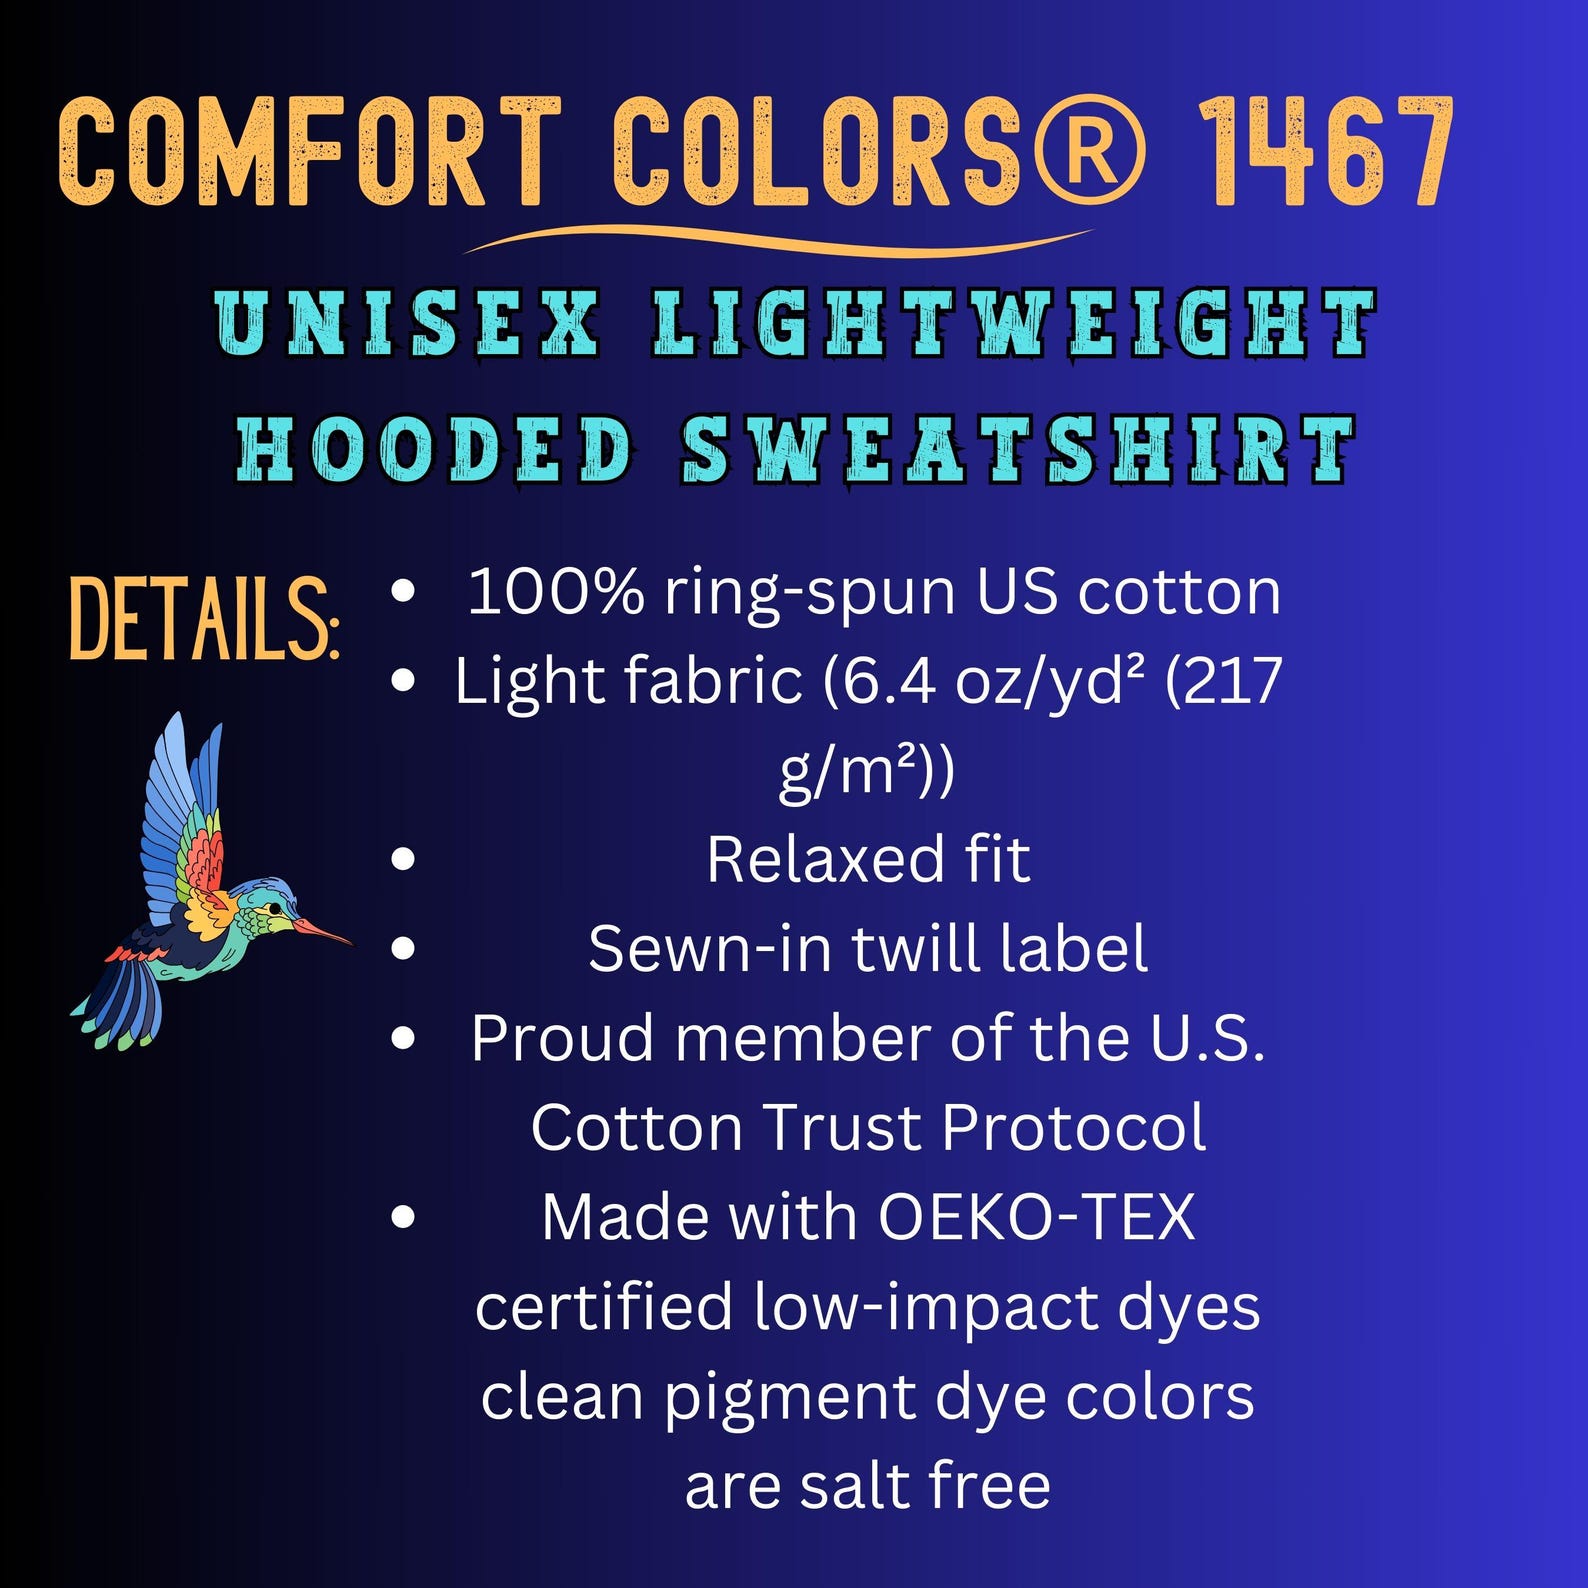 COMFORT COLORS® 1467
UNISEX LIGHTWEIGHT
HOODED SWEATSHIRT
DETAILS:
• 100% ring-spun US cotton
• Light fabric (6.4 oz/yd² (217
g/m²))
• Relaxed fit
• Sewn-in twill label
• Proud member of the U.S.
Cotton Trust Protocol
• Made with OEKO-TEX
certified low-impact dyes
clean pigment dye colors
are salt free